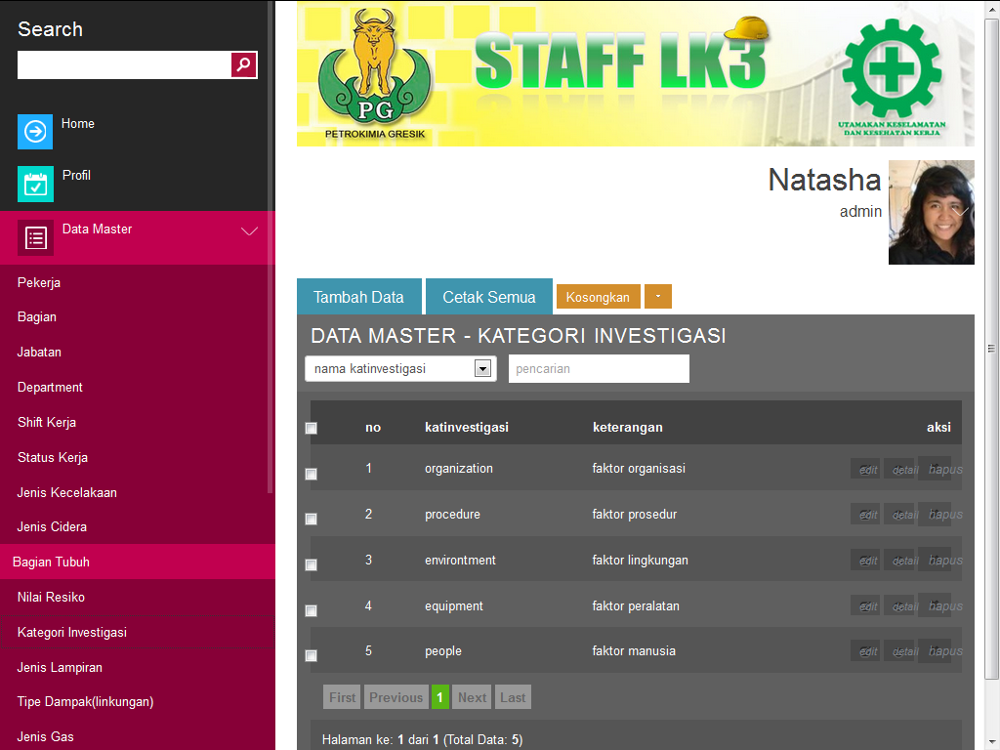 Search
Home
Profil
Data Master
Pekerja
Bagian
Jabatan
Department
Shift Kerja
Status Kerja
Jenis Kecelakaan
Jenis Cidera
Bagian Tubuh
Nilai Resiko
Kategori Investigasi
Jenis Lampiran
Tipe Dampak(linkungan)
Jenis Gas
STAFF LK3
PG
PETROKIMIA GRESIK
UTAMAKAN KESELAMATAN
DAN KESEHATAN KERJA
Natasha
admin
Tambah Data Cetak Semua Kosongkan
DATA MASTER - KATEGORI INVESTIGASI
nama katinvestigasi pencarian
no katinvestigasi keterangan aksi
1 organization faktor organisasi edit detail hapus
2 procedure faktor prosedur edit detail hapus
3 environtment faktor lingkungan edit detail hapus
4 equipment faktor peralatan edit detail hapus
5 people faktor manusia edit detail hapus
First Previous 1 Next Last
Halaman ke: 1 dari 1 (Total Data: 5)